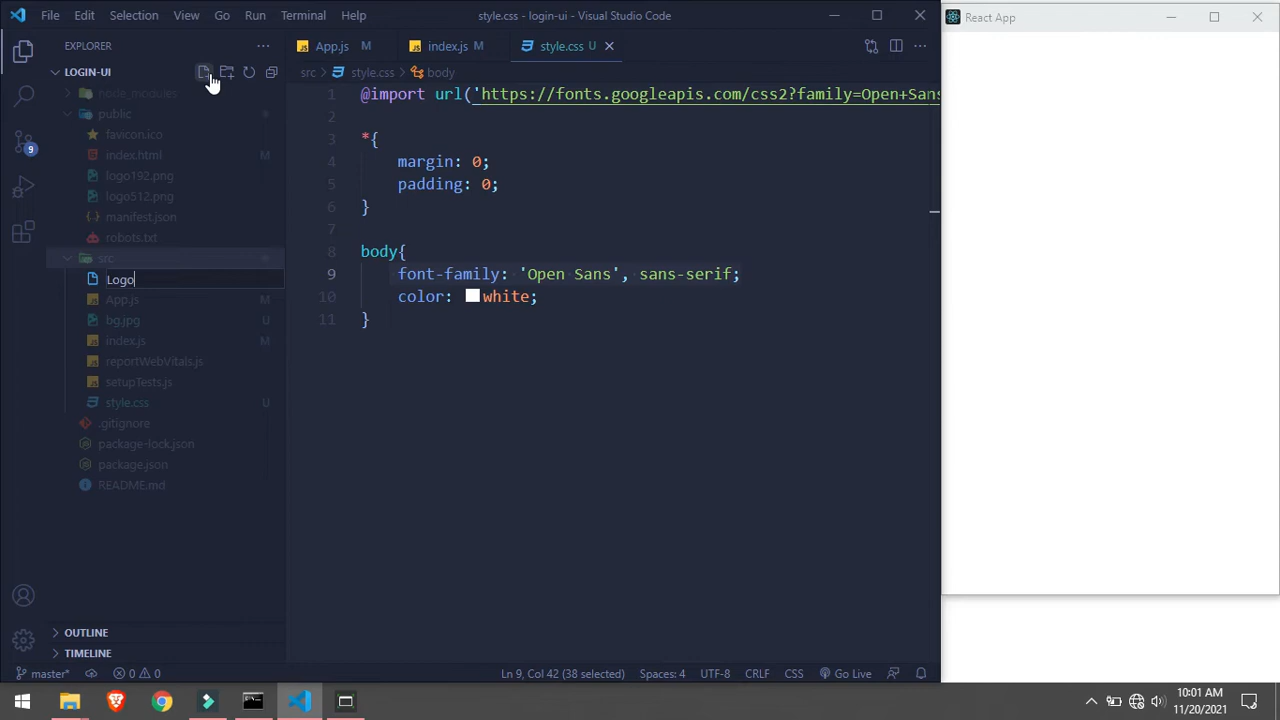 File Edit Selection View Go Run Terminal Help
style.css - login-ui - Visual Studio Code
React App
EXPLORER
App.js M
index.js M
style.css U
LOGIN-UI
src
style.css
body
node_modules
public
favicon.ico
index.html M
logo192.png
logo512.png
manifest.json
robots.txt
src
Logo
App.js M
bg.jpg U
index.js M
reportWebVitals.js
setupTests.js
style.css U
.gitignore
package-lock.json
package.json
README.md
1 @import url('https://fonts.googleapis.com/css2?family=Open+Sans
2
3 *{
4 margin: 0;
5 padding: 0;
6 }
7
8 body{
9 font-family: 'Open Sans', sans-serif;
10 color: white;
11 }
9
OUTLINE
TIMELINE
master* 0 0 Ln 9, Col 42 (38 selected) Spaces: 4 UTF-8 CRLF CSS Go Live
10:01 AM
11/20/2021